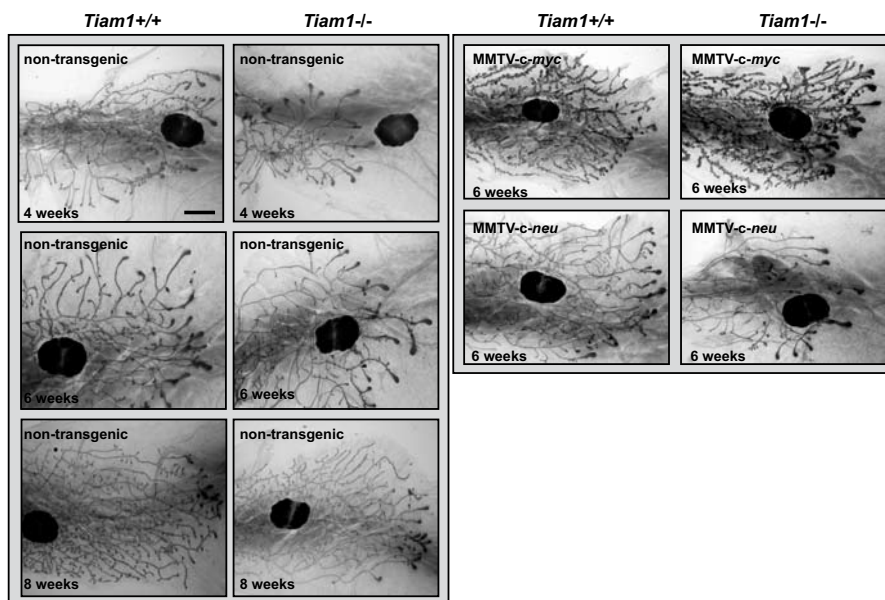 Tiam1+/+
Tiam1-/-
non-transgenic
non-transgenic
4 weeks
4 weeks
non-transgenic
non-transgenic
6 weeks
6 weeks
non-transgenic
non-transgenic
8 weeks
8 weeks
Tiam1+/+
Tiam1-/-
MMTV-c-myc
MMTV-c-myc
6 weeks
6 weeks
MMTV-c-neu
MMTV-c-neu
6 weeks
6 weeks